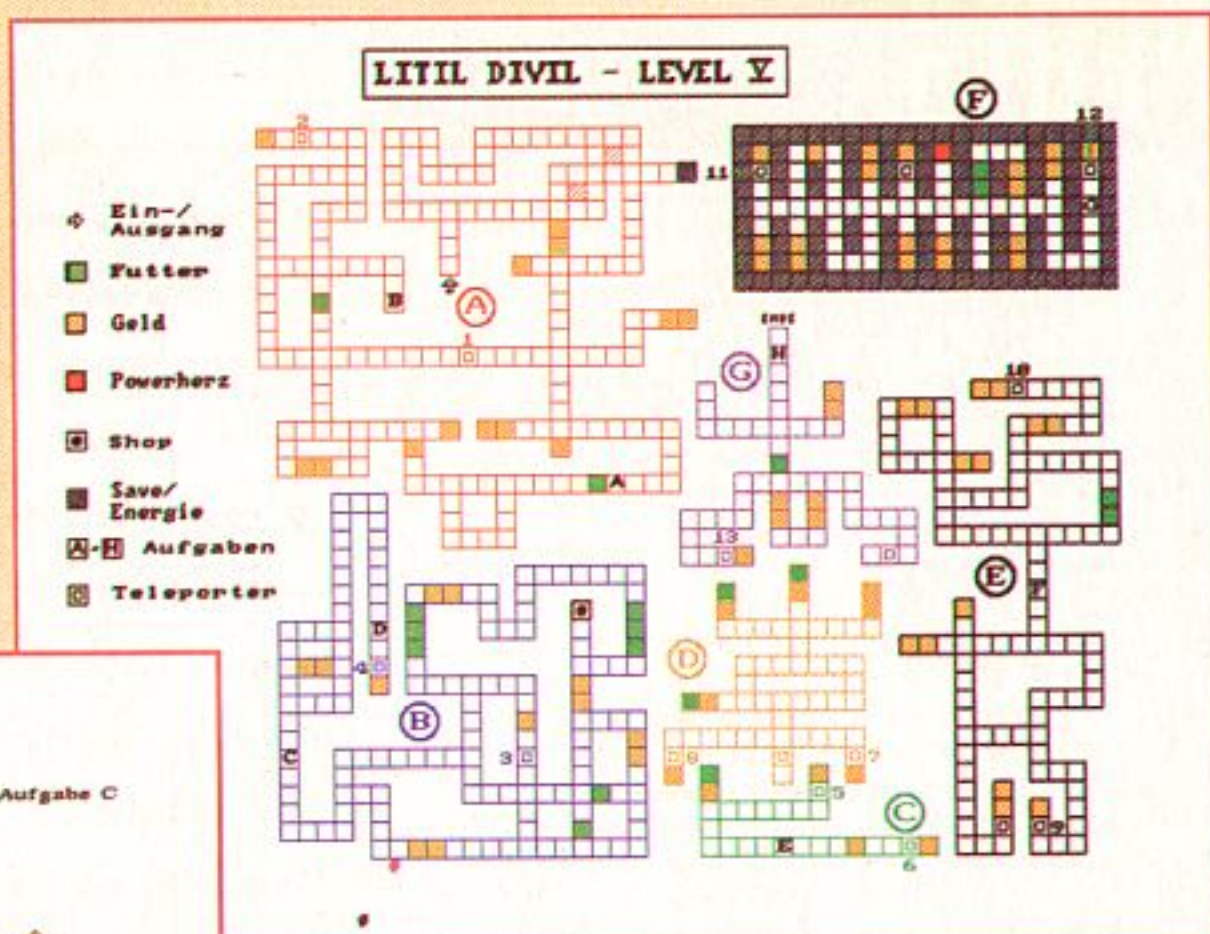 LITIL DIVIL - LEVEL V
Ein-/
Ausgang
Futter
Geld
Powerherz
Shop
Save/
Energie
A-H Aufgaben
Teleporter
2
B
A
1
A
11
F
12
ENDE
H
G
13
10
E
F
9
D
4
B
C
3
D
8
7
5
C
E
6
Aufgabe C